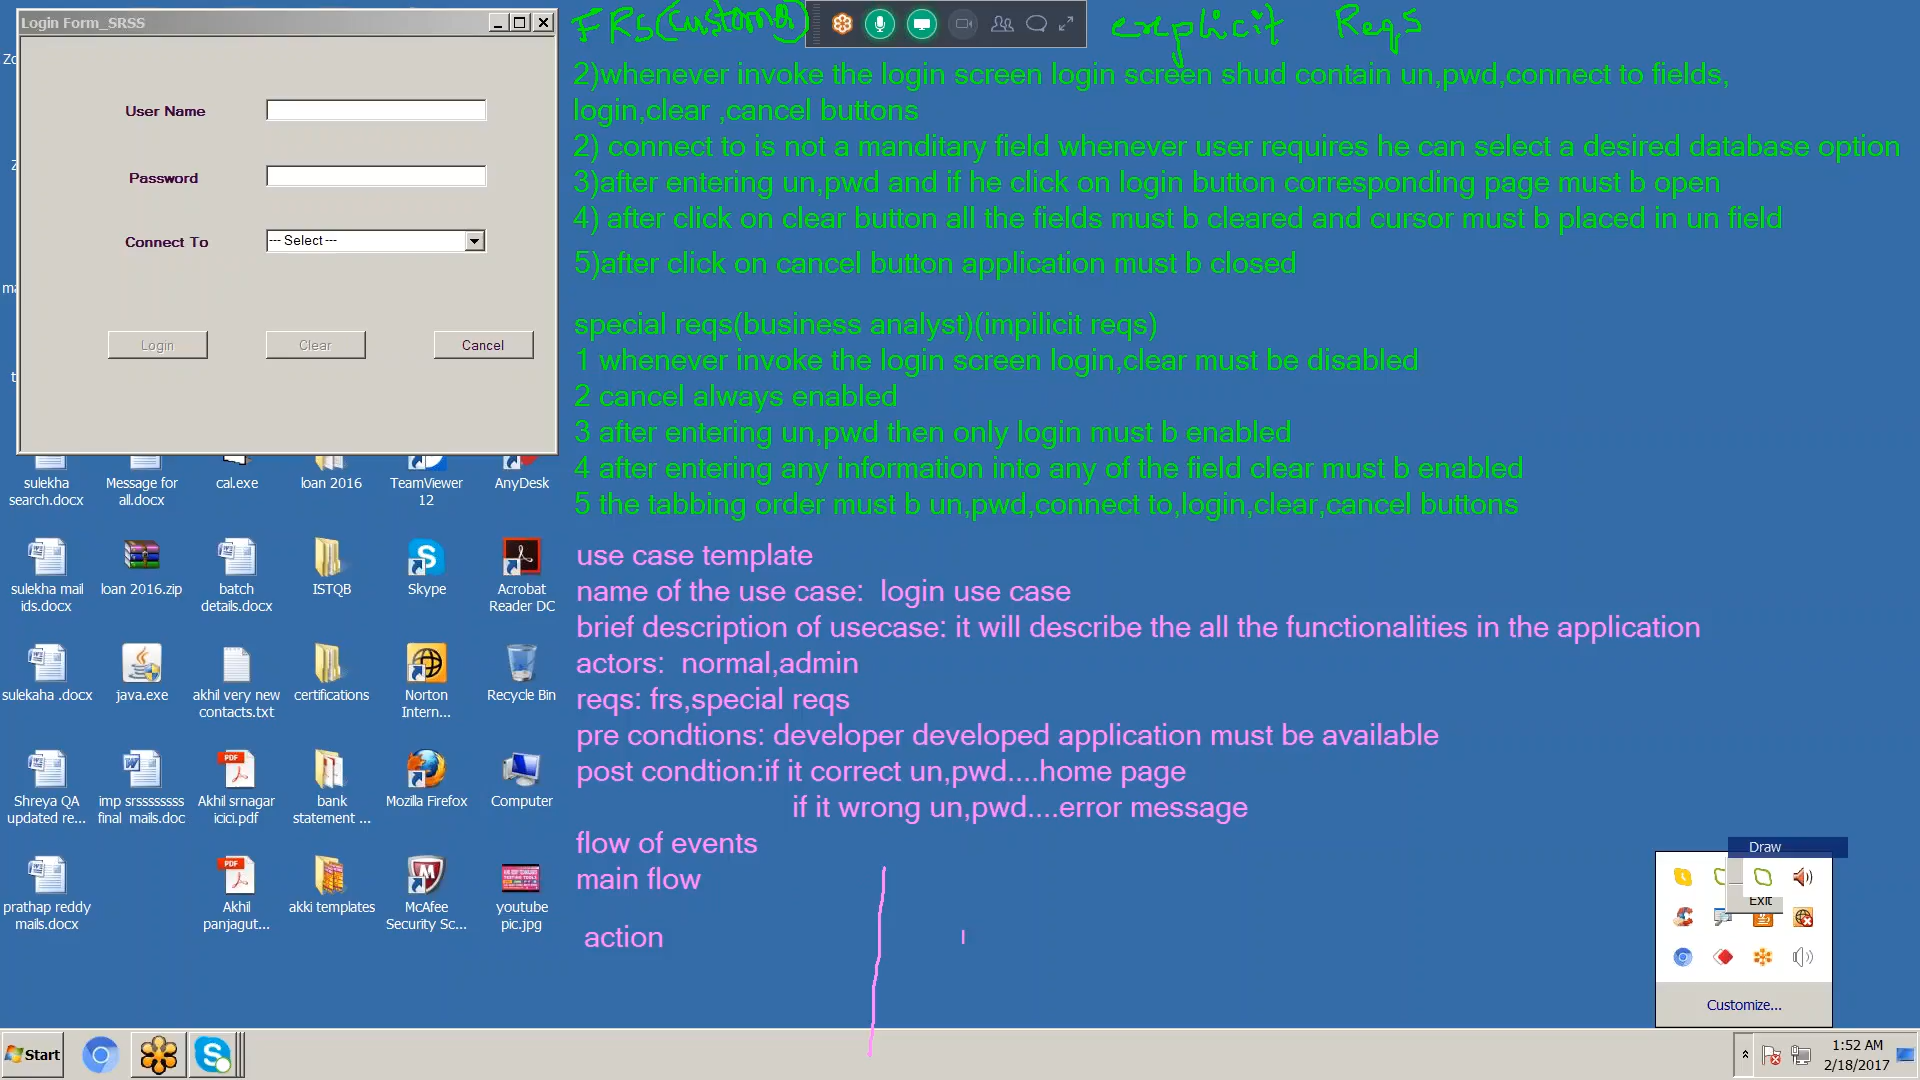 Login Form_SRSS
User Name
Password
Connect To
--- Select ---
Login
Clear
Cancel
FRS(Customer)
explicit Reqs
2)whenever invoke the login screen login screen shud contain un,pwd,connect to fields,
login,clear ,cancel buttons
2) connect to is not a manditary field whenever user requires he can select a desired database option
3)after entering un,pwd and if he click on login button corresponding page must b open
4) after click on clear button all the fields must b cleared and cursor must b placed in un field
5)after click on cancel button application must b closed
special reqs(business analyst)(impilicit reqs)
1 whenever invoke the login screen login,clear must be disabled
2 cancel always enabled
3 after entering un,pwd then only login must b enabled
4 after entering any information into any of the field clear must b enabled
5 the tabbing order must b un,pwd,connect to,login,clear,cancel buttons
use case template
name of the use case: login use case
brief description of usecase: it will describe the all the functionalities in the application
actors: normal,admin
reqs: frs,special reqs
pre condtions: developer developed application must be available
post condtion:if it correct un,pwd....home page
if it wrong un,pwd....error message
flow of events
main flow
action
sulekha
search.docx
Message for
all.docx
cal.exe
loan 2016
TeamViewer
12
AnyDesk
sulekha mail
ids.docx
loan 2016.zip
batch
details.docx
ISTQB
Skype
Acrobat
Reader DC
sulekaha .docx
java.exe
akhil very new
contacts.txt
certifications
Norton
Intern...
Recycle Bin
Shreya QA
updated re...
imp srsssssssss
final mails.doc
PDF
Akhil srnagar
icici.pdf
bank
statement ...
Mozilla Firefox
Computer
prathap reddy
mails.docx
PDF
Akhil
panjagut...
akki templates
McAfee
Security Sc...
youtube
pic.jpg
Draw
Exit
Customize...
Start
1:52 AM
2/18/2017